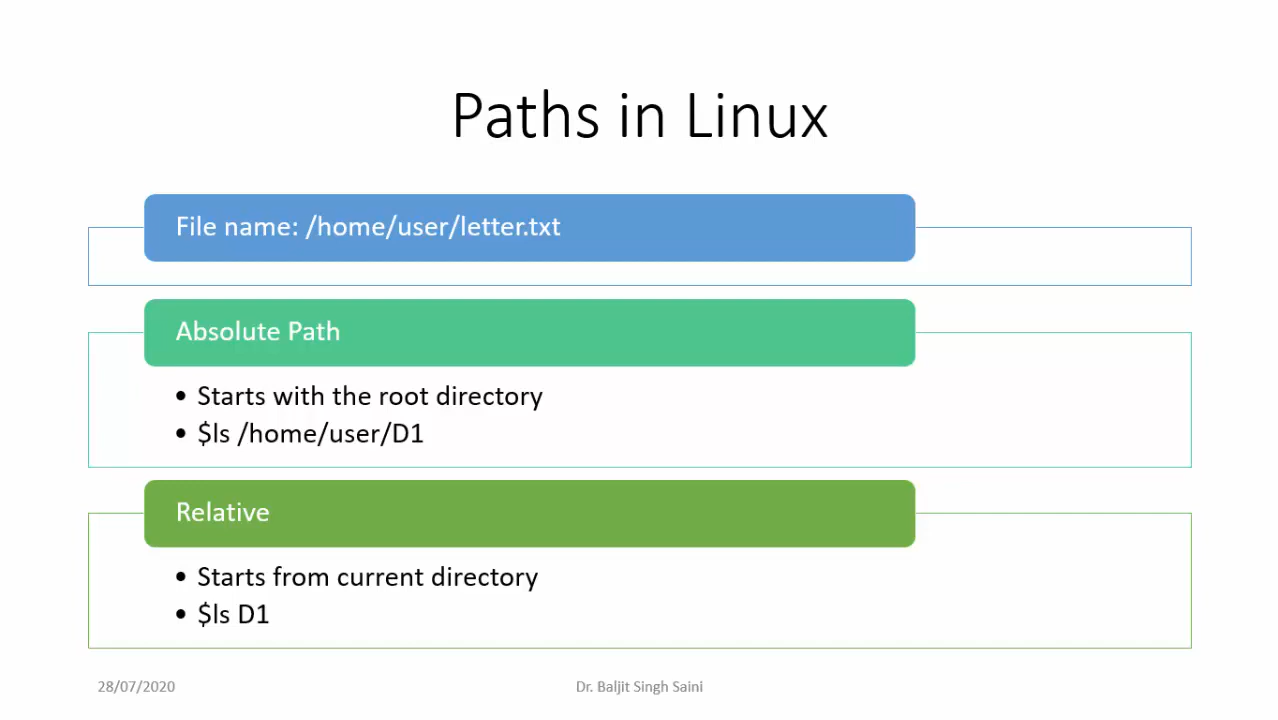 Paths in Linux
File name: /home/user/letter.txt
Absolute Path
• Starts with the root directory
• $ls /home/user/D1
Relative
• Starts from current directory
• $ls D1
28/07/2020
Dr. Baljit Singh Saini